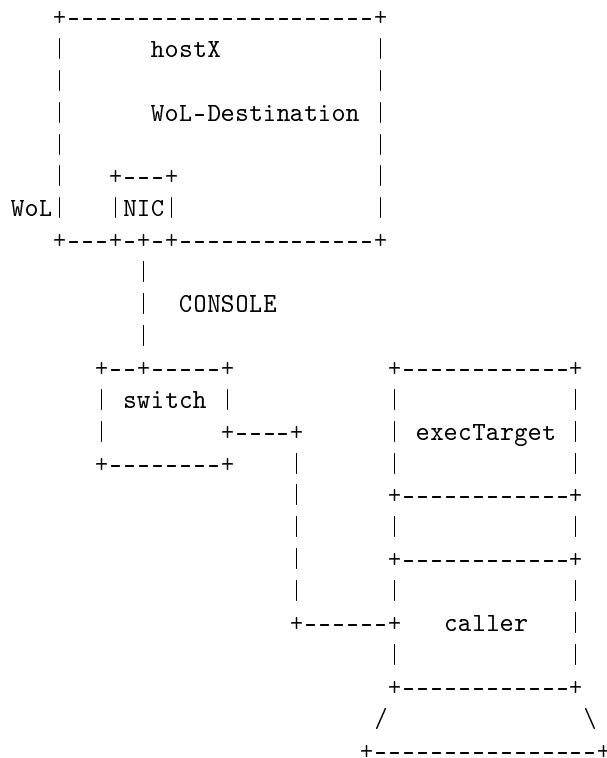 hostX
WoL-Destination
WoL
NIC
CONSOLE
switch
execTarget
caller